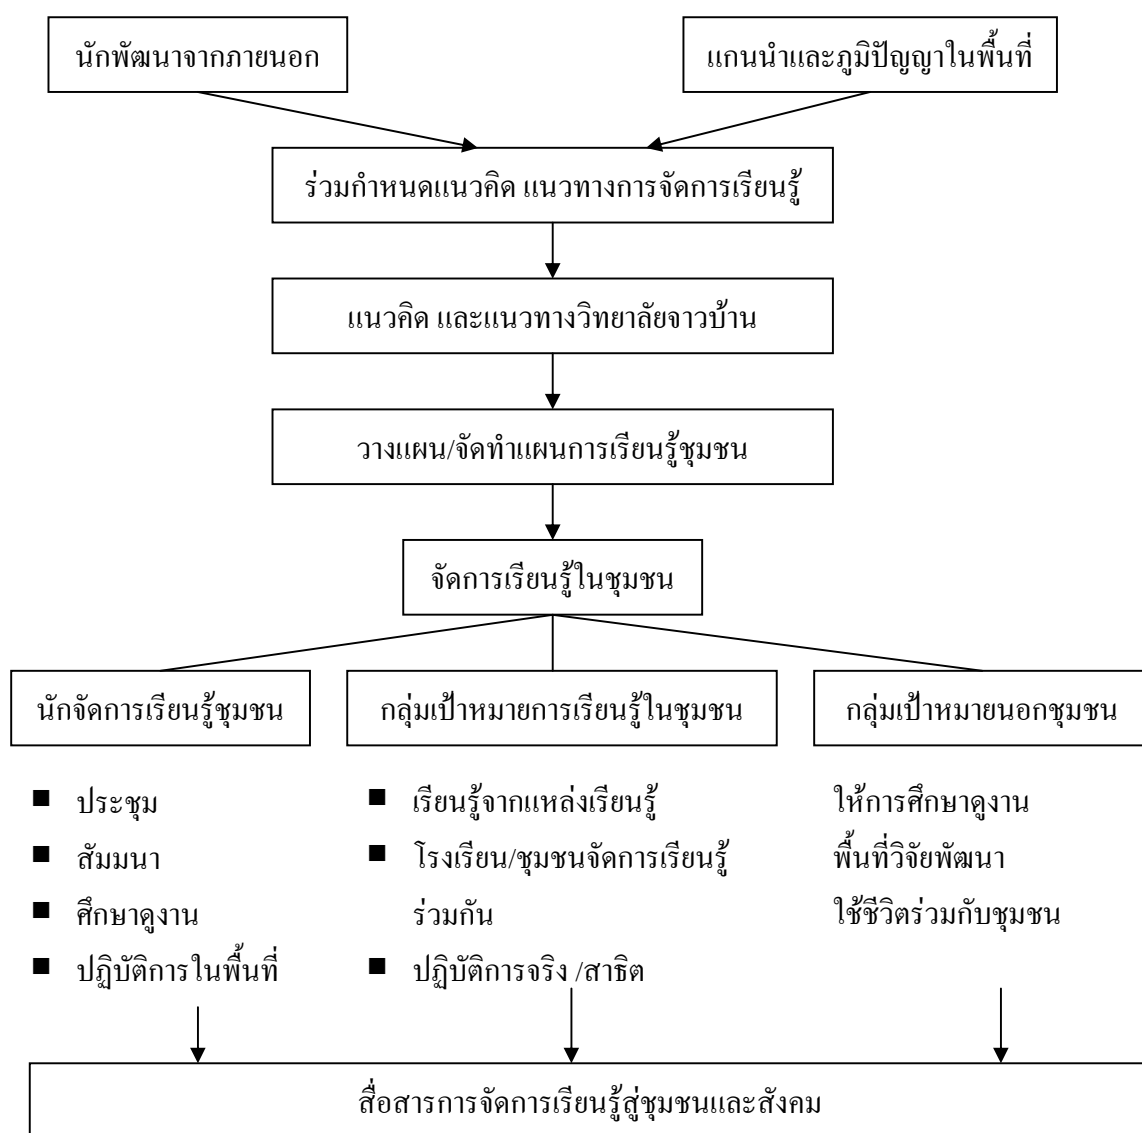 นักพัฒนาจากภายนอก
แกนนำและภูมิปัญญาในพื้นที่
ร่วมกำหนดแนวคิด แนวทางการจัดการเรียนรู้
แนวคิด และแนวทางวิทยาลัยจาวบ้าน
วางแผน/จัดทำแผนการเรียนรู้ชุมชน
จัดการเรียนรู้ในชุมชน
นักจัดการเรียนรู้ชุมชน
กลุ่มเป้าหมายการเรียนรู้ในชุมชน
กลุ่มเป้าหมายนอกชุมชน
■ ประชุม
■ สัมมนา
■ ศึกษาดูงาน
■ ปฏิบัติการในพื้นที่
■ เรียนรู้จากแหล่งเรียนรู้
■ โรงเรียน/ชุมชนจัดการเรียนรู้
ร่วมกัน
■ ปฏิบัติการจริง /สาธิต
ให้การศึกษาดูงาน
พื้นที่วิจัยพัฒนา
ใช้ชีวิตร่วมกับชุมชน
สื่อสารการจัดการเรียนรู้สู่ชุมชนและสังคม